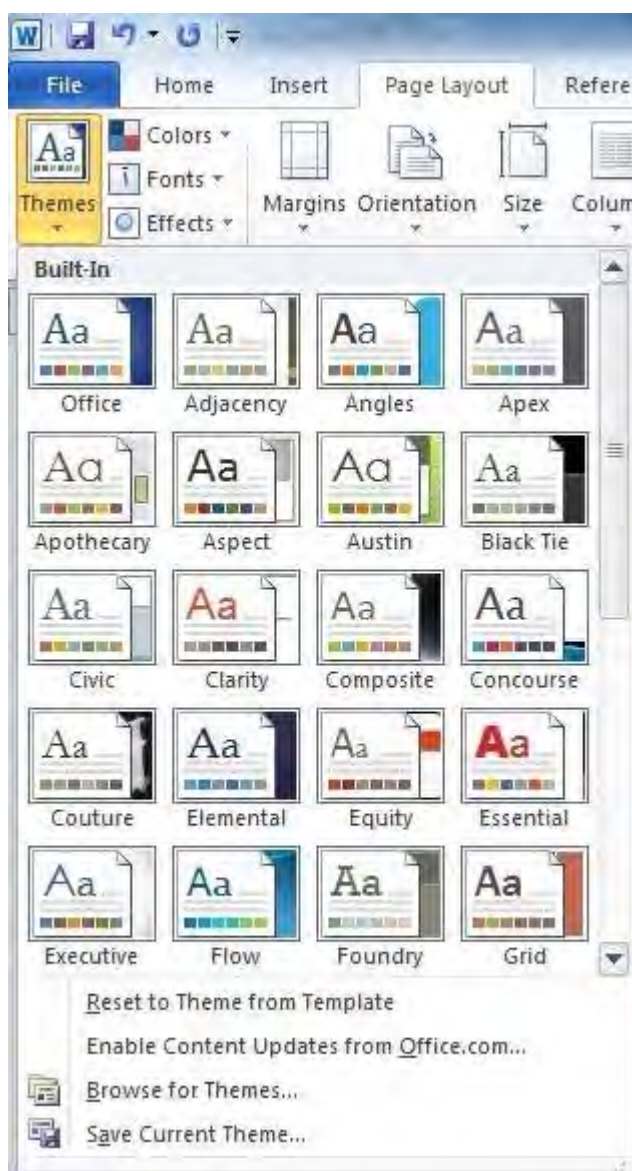 W
File Home Insert Page Layout Refere
Aa Colors
Fonts
Themes Effects Margins Orientation Size Colum
Built-In
Aa Aa Aa Aa
Office Adjacency Angles Apex
Aa Aa Aa Aa
Apothecary Aspect Austin Black Tie
Aa Aa Aa Aa
Civic Clarity Composite Concourse
Aa Aa Aa Aa
Couture Elemental Equity Essential
Aa Aa Aa Aa
Executive Flow Foundry Grid
Reset to Theme from Template
Enable Content Updates from Office.com...
Browse for Themes...
Save Current Theme...